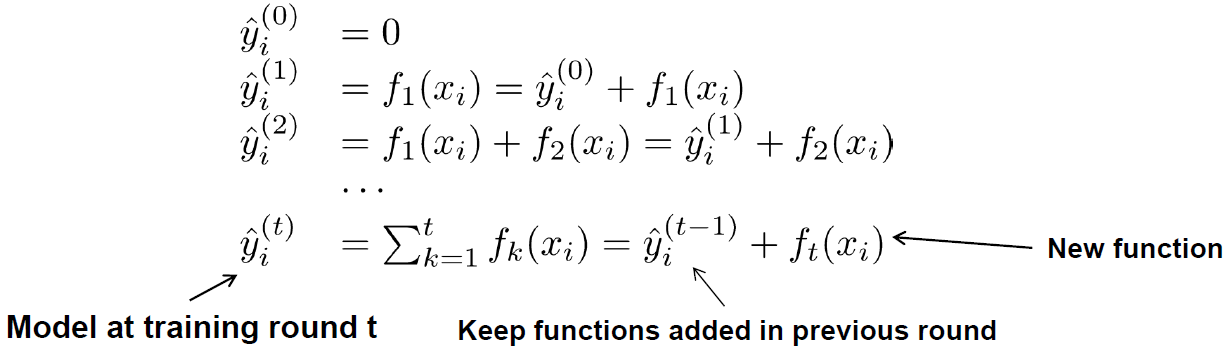 ŷ_i^(0) = 0
ŷ_i^(1) = f_1(x_i) = ŷ_i^(0) + f_1(x_i)
ŷ_i^(2) = f_1(x_i) + f_2(x_i) = ŷ_i^(1) + f_2(x_i)
···
ŷ_i^(t) = ∑_{k=1}^t f_k(x_i) = ŷ_i^(t−1) + f_t(x_i)
New function
Model at training round t
Keep functions added in previous round